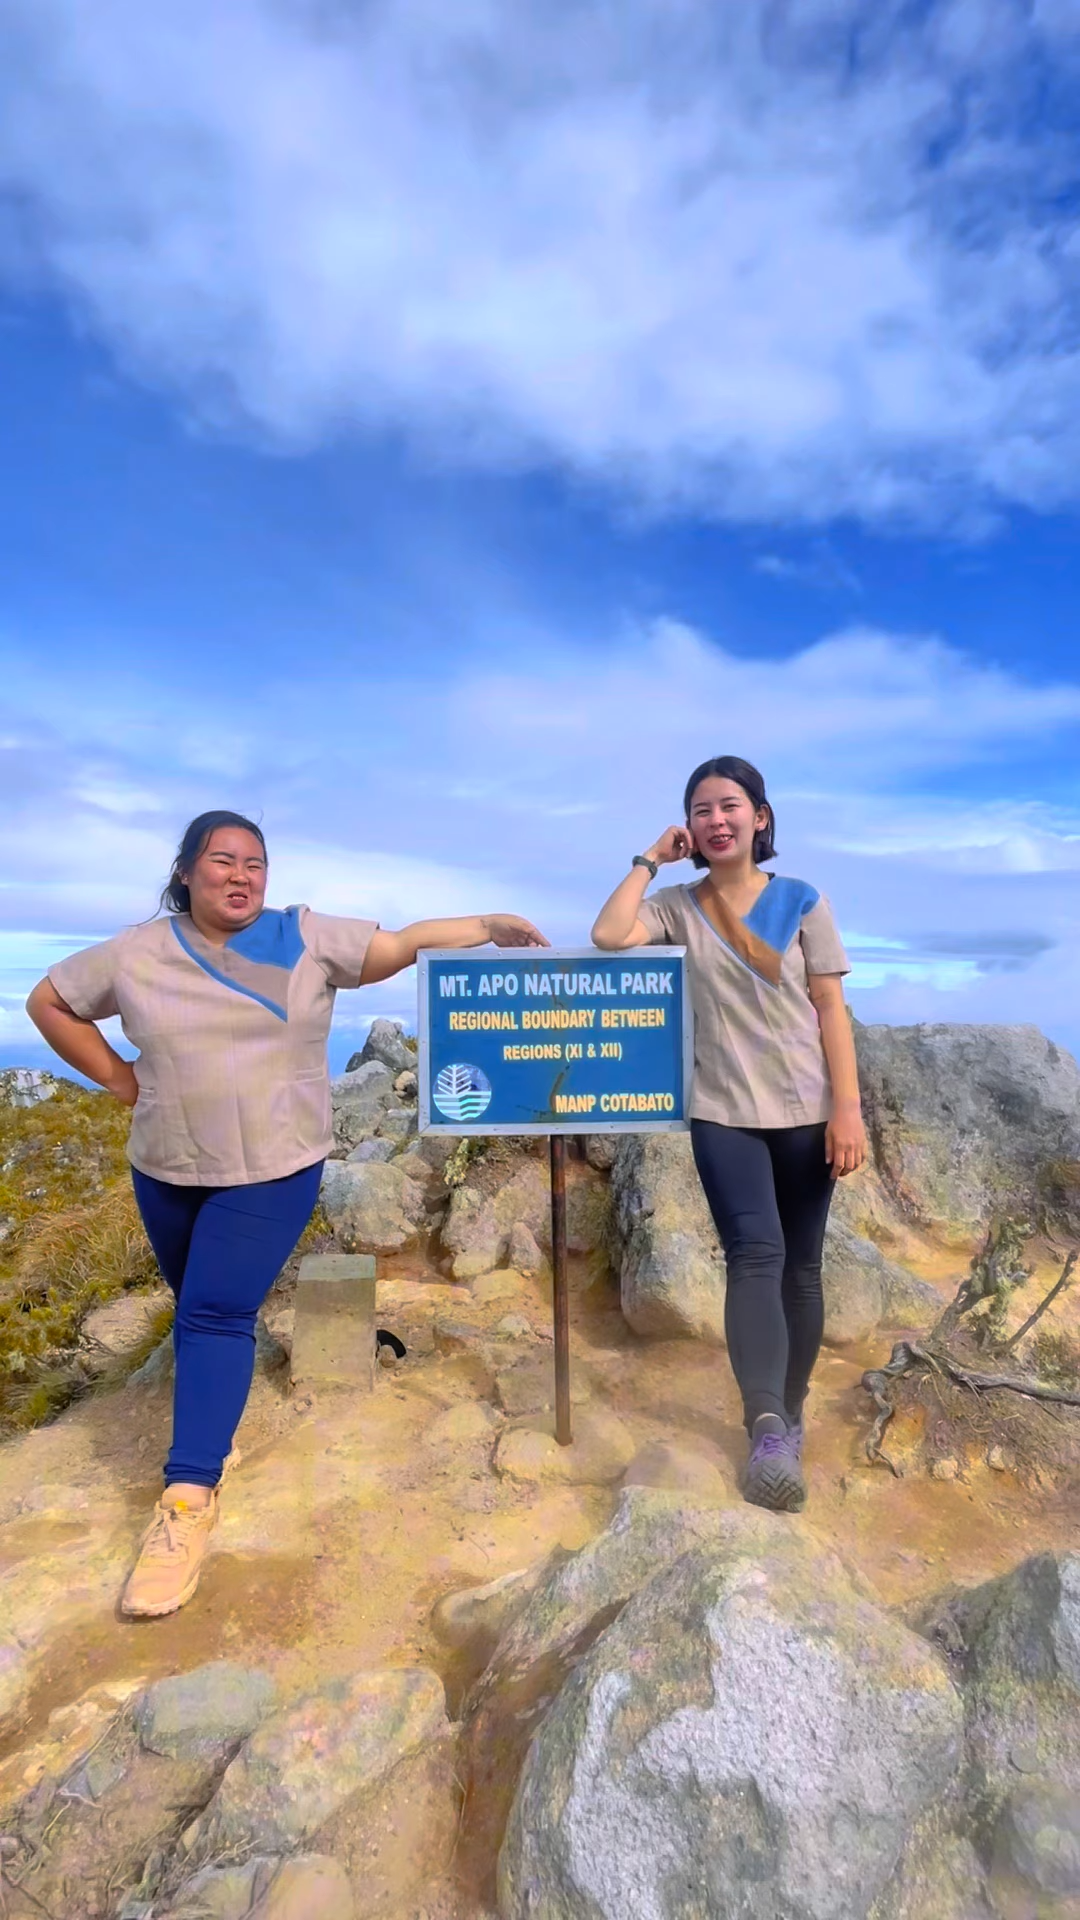 MT. APO NATURAL PARK
REGIONAL BOUNDARY BETWEEN
REGIONS (XI & XII)
MANP COTABATO